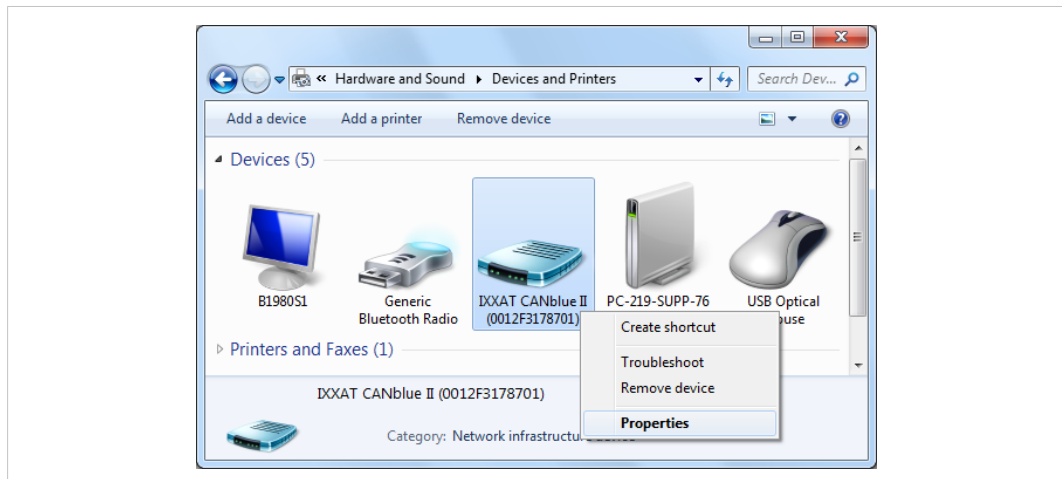 « Hardware and Sound ▸ Devices and Printers
Search Dev...
Add a device Add a printer Remove device
Devices (5)
B1980S1
Generic
Bluetooth Radio
IXXAT CANblue II
(0012F3178701)
PC-219-SUPP-76
USB Optical
Create shortcut
Troubleshoot
Remove device
Properties
Printers and Faxes (1)
IXXAT CANblue II (0012F3178701)
Category: Network infrastructu